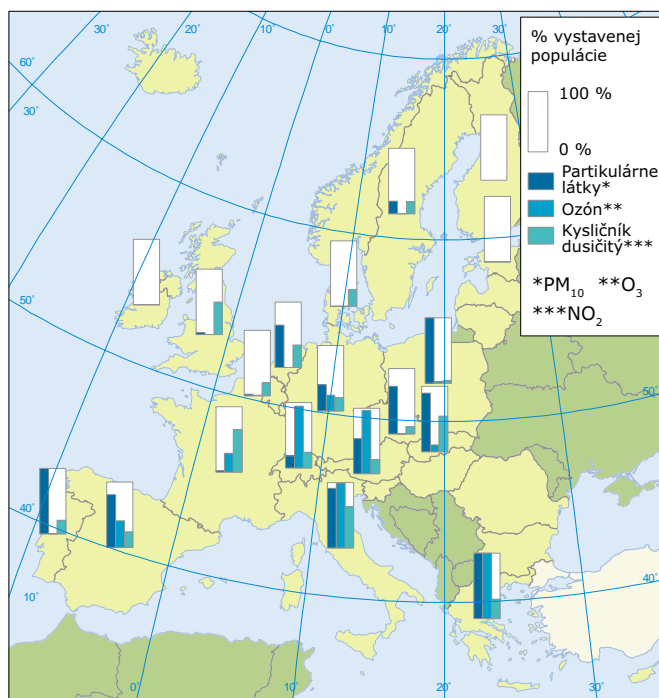 30°
20°
10°
0°
10°
20°
30°
60°
30°
50°
40°
10°
0°
10°
20°
30°
50°
40°
% vystavenej
populácie
100 %
0 %
Partikulárne
látky*
Ozón**
Kysličník
dusičitý***
*PM₁₀ **O₃
***NO₂